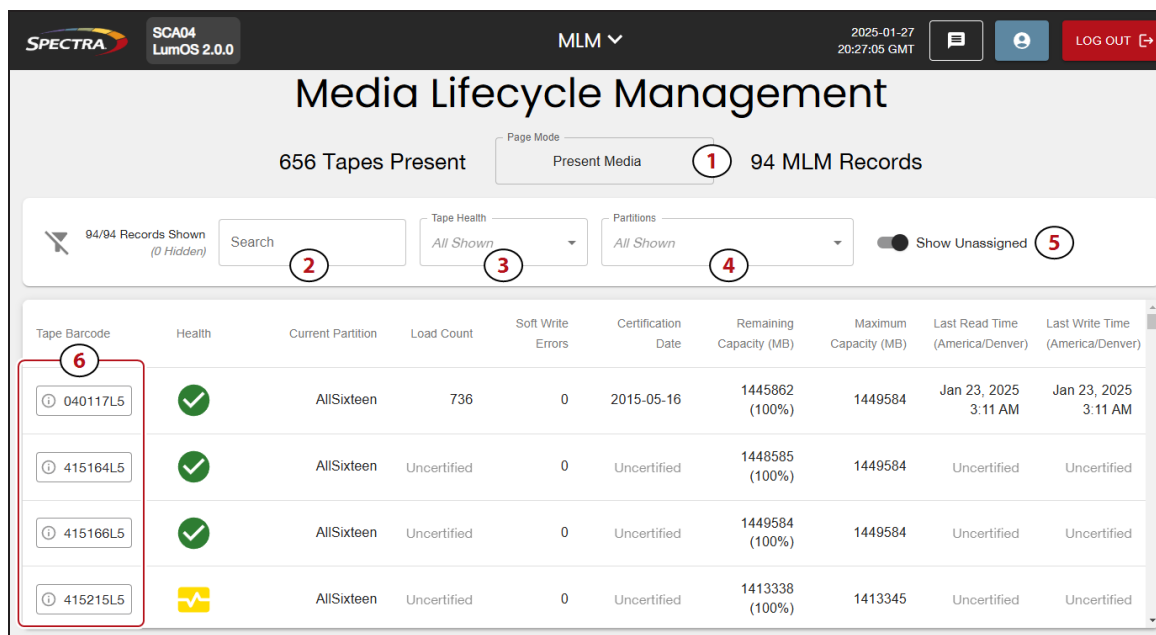 SPECTRA
SCA04
LumOS 2.0.0
MLM
2025-01-27
20:27:05 GMT
LOG OUT
Media Lifecycle Management
656 Tapes Present
Page Mode
Present Media
1
94 MLM Records
94/94 Records Shown
(0 Hidden)
Search
2
Tape Health
All Shown
3
Partitions
All Shown
4
Show Unassigned
5
Tape Barcode
6
Health
Current Partition
Load Count
Soft Write
Errors
Certification
Date
Remaining
Capacity (MB)
Maximum
Capacity (MB)
Last Read Time
(America/Denver)
Last Write Time
(America/Denver)
040117L5
AllSixteen
736
0
2015-05-16
1445862
(100%)
1449584
Jan 23, 2025
3:11 AM
Jan 23, 2025
3:11 AM
415164L5
AllSixteen
Uncertified
0
Uncertified
1448585
(100%)
1449584
Uncertified
Uncertified
415166L5
AllSixteen
Uncertified
0
Uncertified
1449584
(100%)
1449584
Uncertified
Uncertified
415215L5
AllSixteen
Uncertified
0
Uncertified
1413338
(100%)
1413345
Uncertified
Uncertified